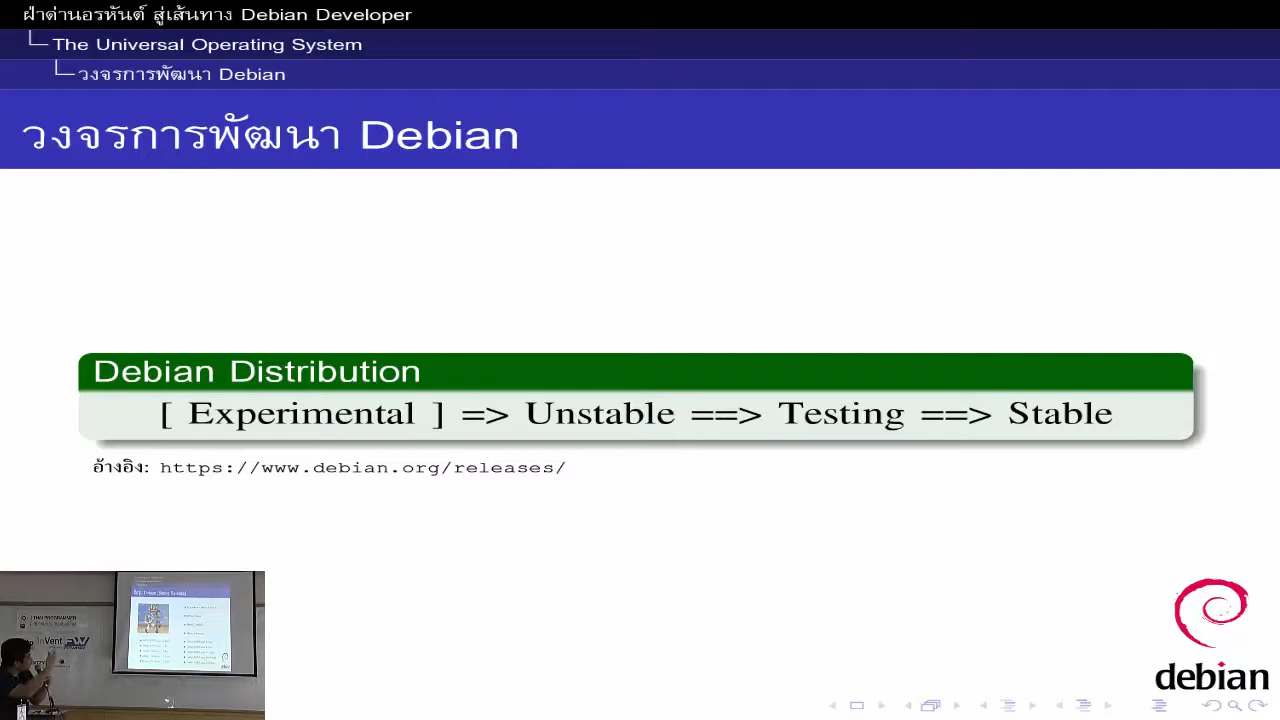 ฝ่าด่านอรหันต์ สู่เส้นทาง Debian Developer
The Universal Operating System
วงจรการพัฒนา Debian
วงจรการพัฒนา Debian
Debian Distribution
[ Experimental ] => Unstable ==> Testing ==> Stable
อ้างอิง: https://www.debian.org/releases/
THAI PROGRAMMER
debian